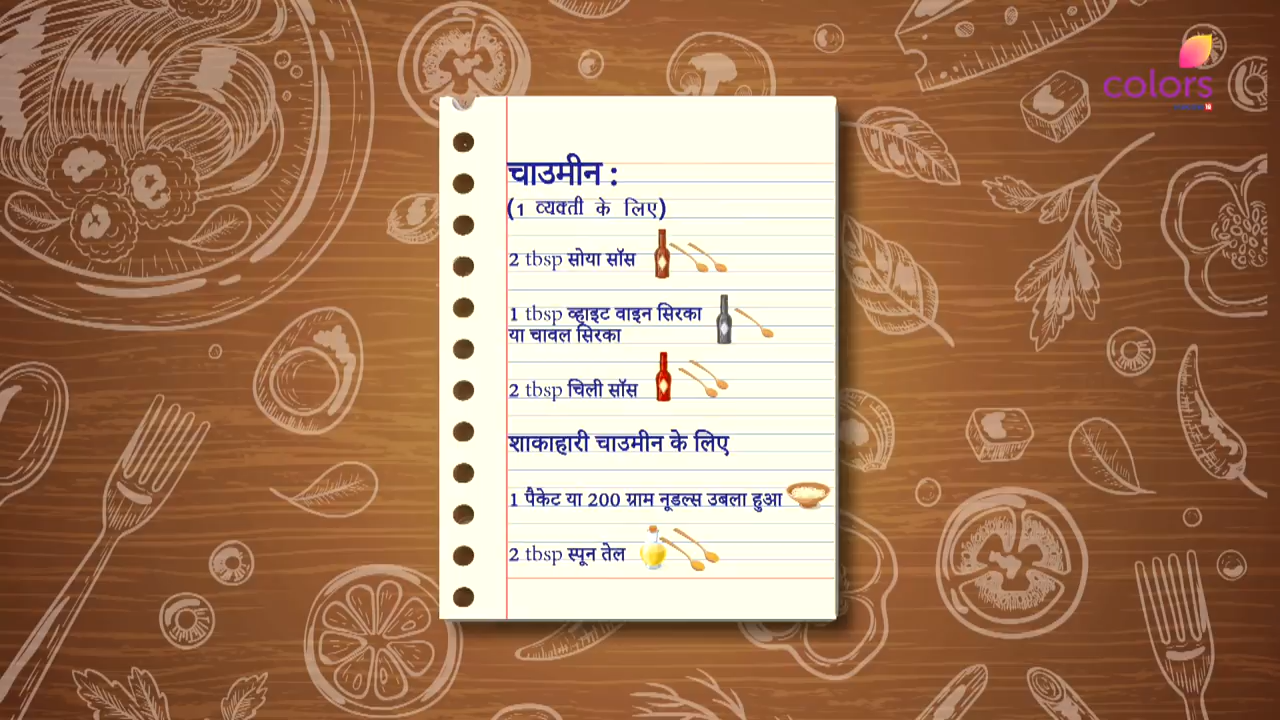 colors
18
चाउमीन :
(1 व्यक्ती के लिए)
2 tbsp सोया सॉस
1 tbsp व्हाइट वाइन सिरका
या चावल सिरका
2 tbsp चिली सॉस
शाकाहारी चाउमीन के लिए
1 पैकेट या 200 ग्राम नूडल्स उबला हुआ
2 tbsp स्पून तेल